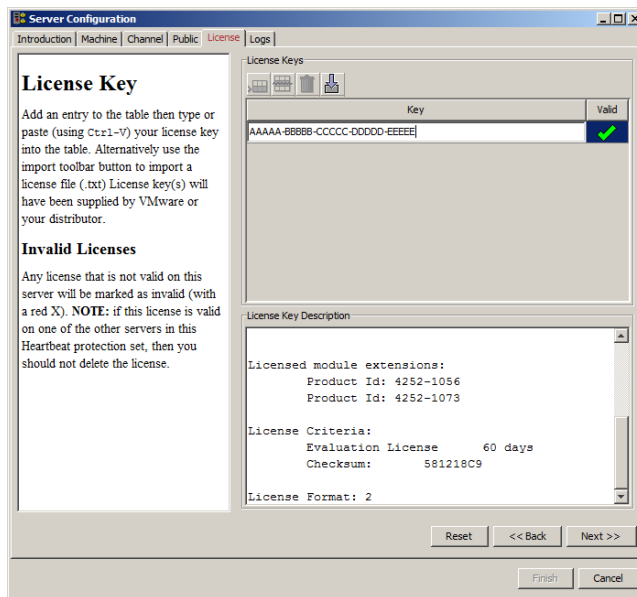 Server Configuration
Introduction Machine Channel Public License Logs
License Key
Add an entry to the table then type or
paste (using Ctrl-V) your license key
into the table. Alternatively use the
import toolbar button to import a
license file (.txt) License key(s) will
have been supplied by VMware or
your distributor.
Invalid Licenses
Any license that is not valid on this
server will be marked as invalid (with
a red X). NOTE: if this license is valid
on one of the other servers in this
Heartbeat protection set, then you
should not delete the license.
License Keys
Key Valid
AAAAA-BBBBB-CCCCC-DDDDD-EEEEE
License Key Description
Licensed module extensions:
Product Id: 4252-1056
Product Id: 4252-1073
License Criteria:
Evaluation License 60 days
Checksum: 581218C9
License Format: 2
Reset << Back Next >>
Finish Cancel